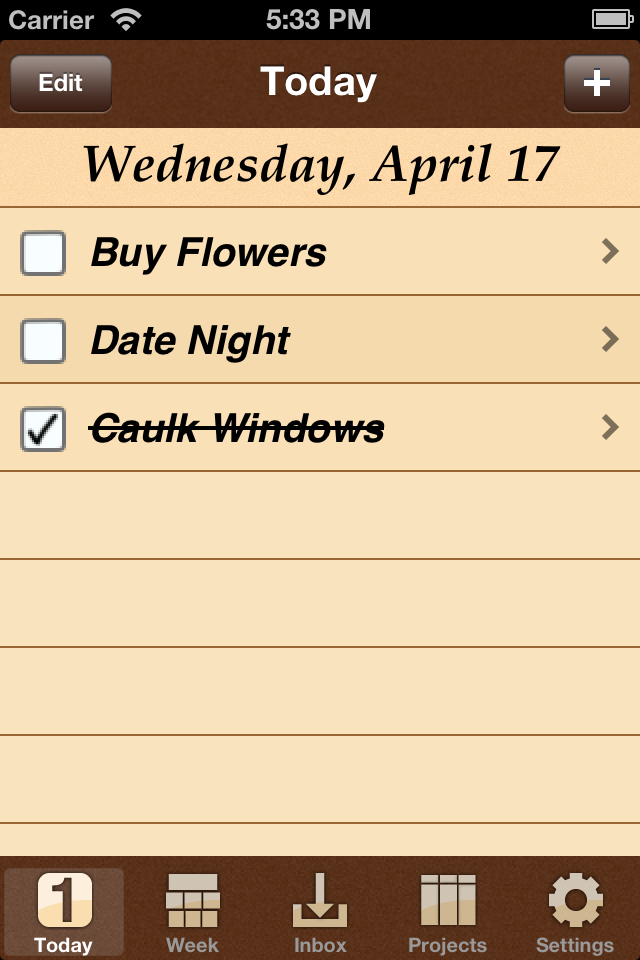 Carrier 5:33 PM
Edit Today +
Wednesday, April 17
Buy Flowers
Date Night
Caulk Windows
1
Today Week Inbox Projects Settings